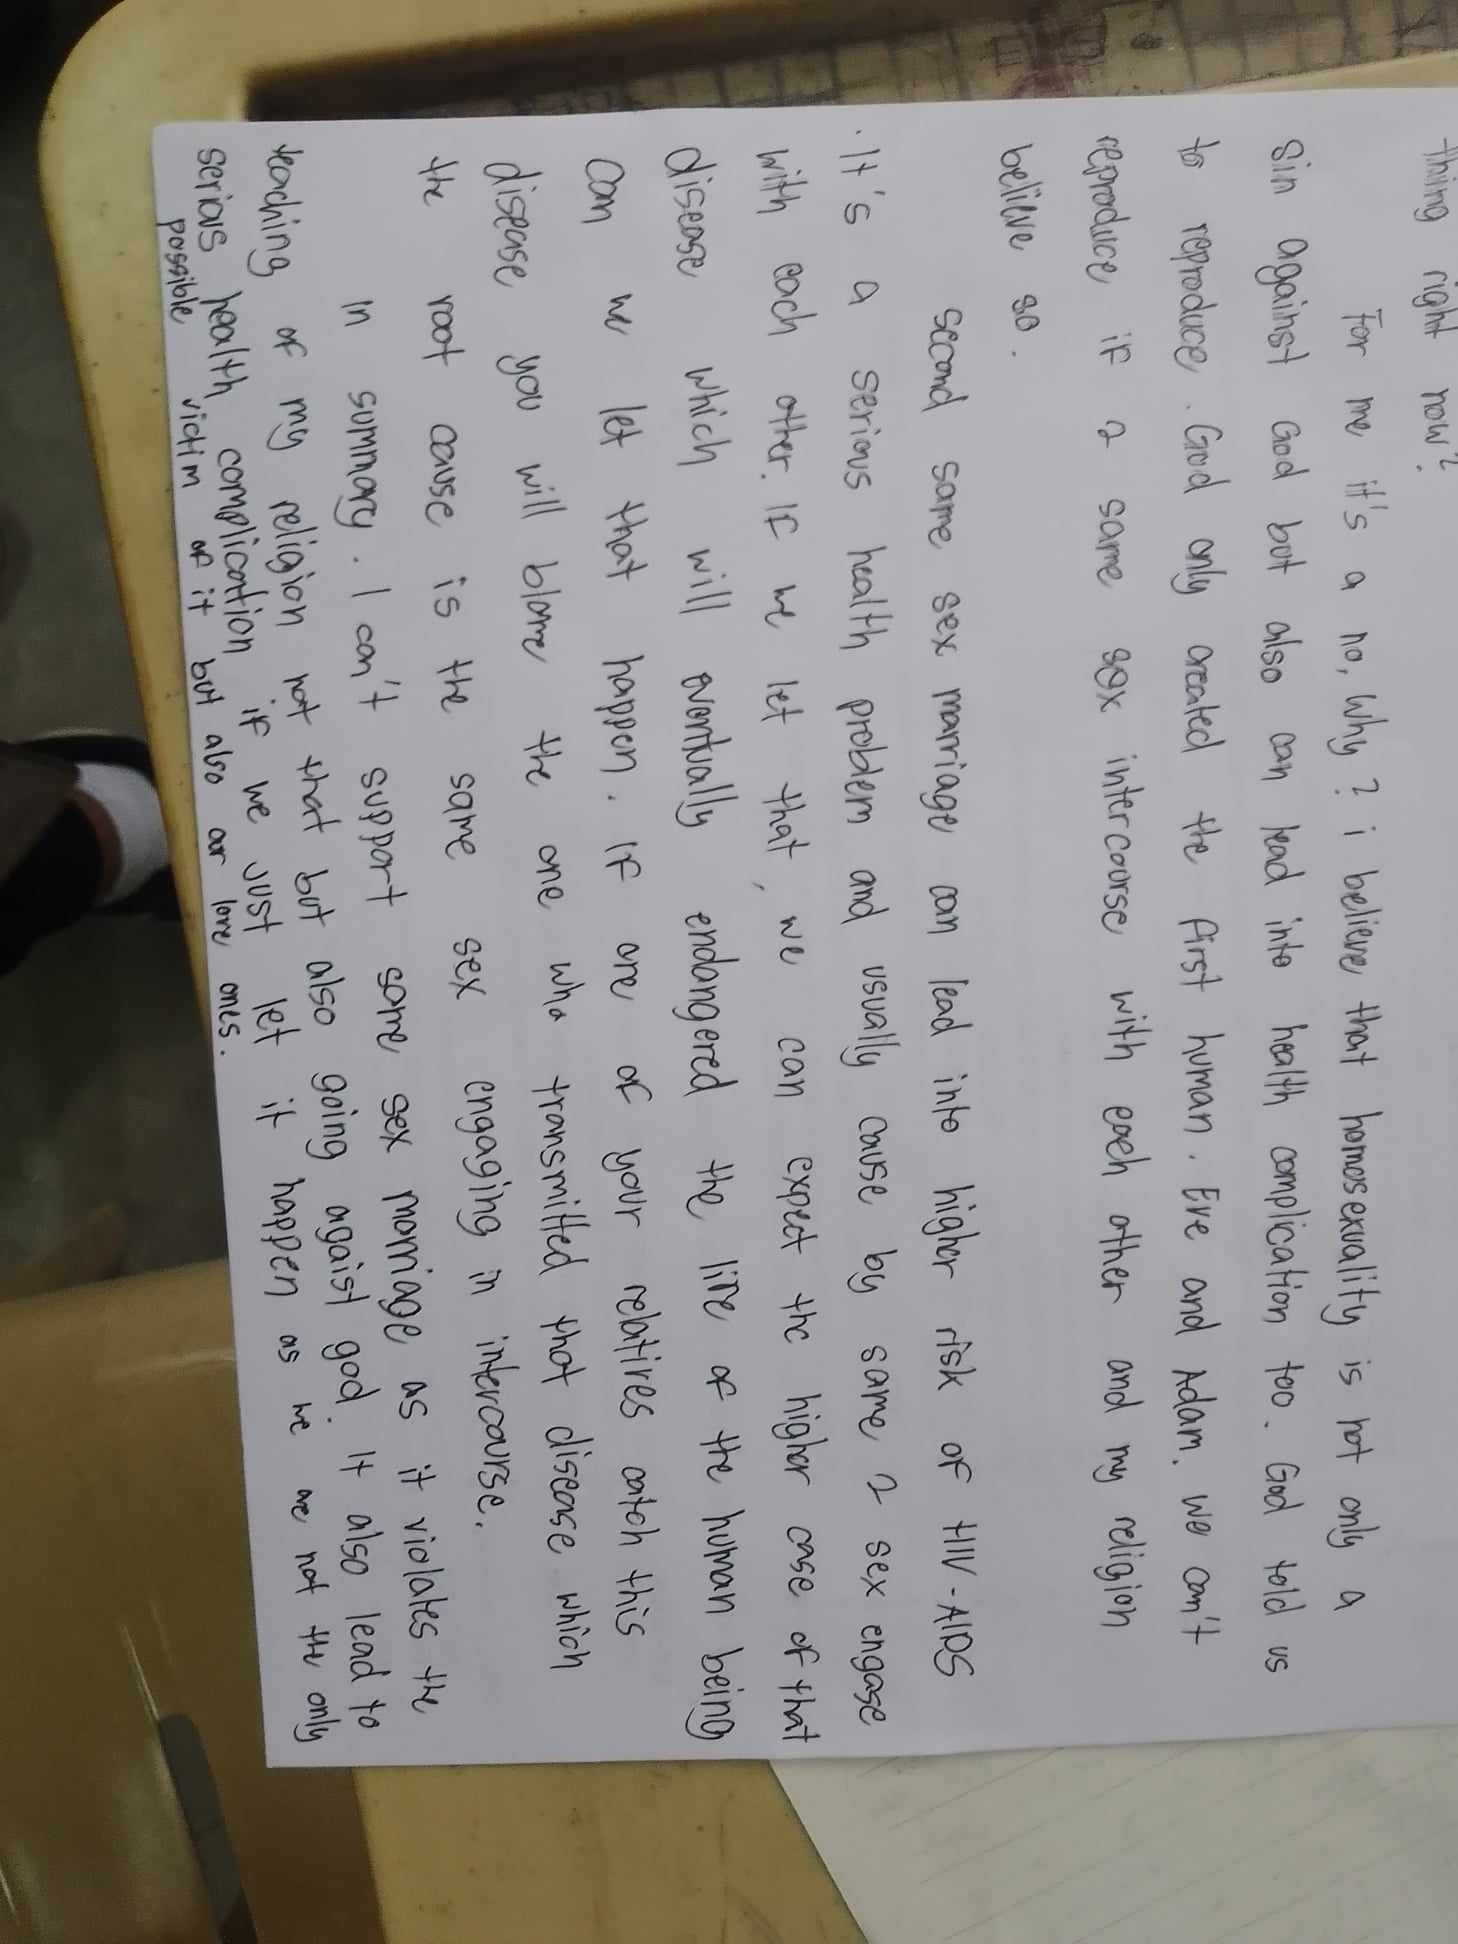 thing right now?
For me it's a no, Why? i believe that homosexuality is not only a
sin against God but also can lead into health complication too. God told us
to reproduce. God only created the first human. Eve and Adam. We can't
reproduce if 2 same sex intercourse with each other and my religion
believe so.
Second same sex marriage can lead into higher risk of HIV-AIDS
. It's a serious health problem and usually cause by same 2 sex engase
with each other. If we let that, we can expect the higher case of that
disease which will eventually endangered the life of the human being
can we let that happen. If one of your relatives catch this
disease you will blame the one who transmitted that disease which
the root cause is the same sex engaging in intercourse.
In summary. I can't support same sex marriage as it violates the
teaching of my religion not that but also going agaist god. It also lead to
serious health complication if we just let it happen as we are not the only
possible victim of it but also our love ones.